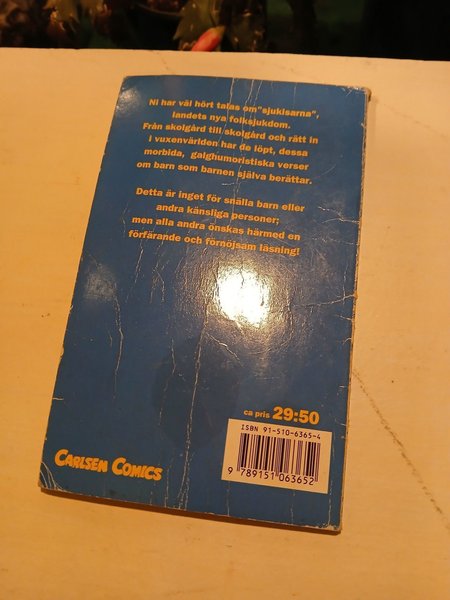 Ni har väl hört talas om"sjukisarna",
landets nya folksjukdom.
Från skolgård till skolgård och rätt in
i vuxenvärlden har de löpt, dessa
morbida, galghumoristiska verser
om barn som barnen själva berättar.
Detta är inget för snälla barn eller
andra känsliga personer;
men alla andra önskas härmed en
förfärande och förnöjsam läsning!
ca pris 29:50
ISBN 91-510-6365-4
9 789151 063652
CARLSEN COMICS